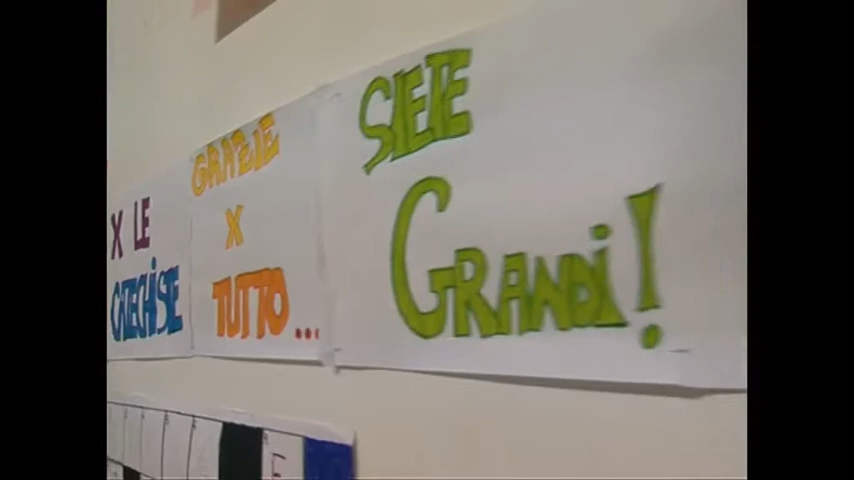 X LE
CATECHISTE
GRAZIE
X
TUTTO...
SIETE
GRANDI!
E